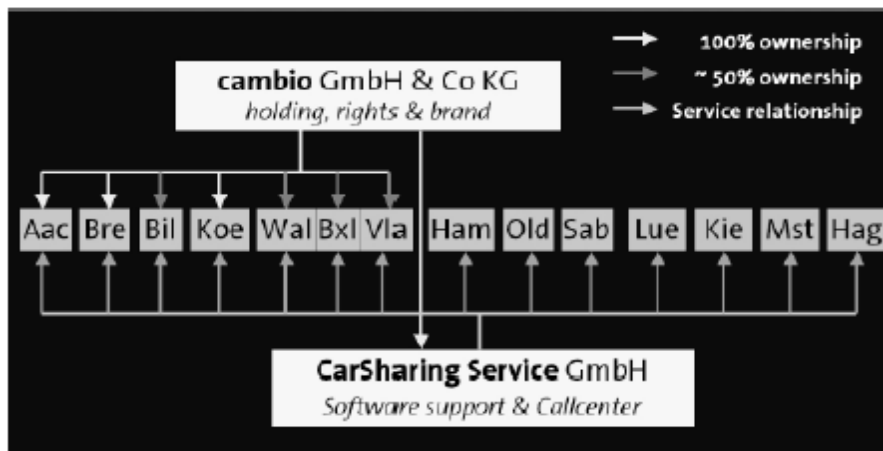 100% ownership
~ 50% ownership
Service relationship
cambio GmbH & Co KG
holding, rights & brand
Aac Bre Bil Koe Wal Bxl Vla Ham Old Sab Lue Kie Mst Hag
CarSharing Service GmbH
Software support & Callcenter